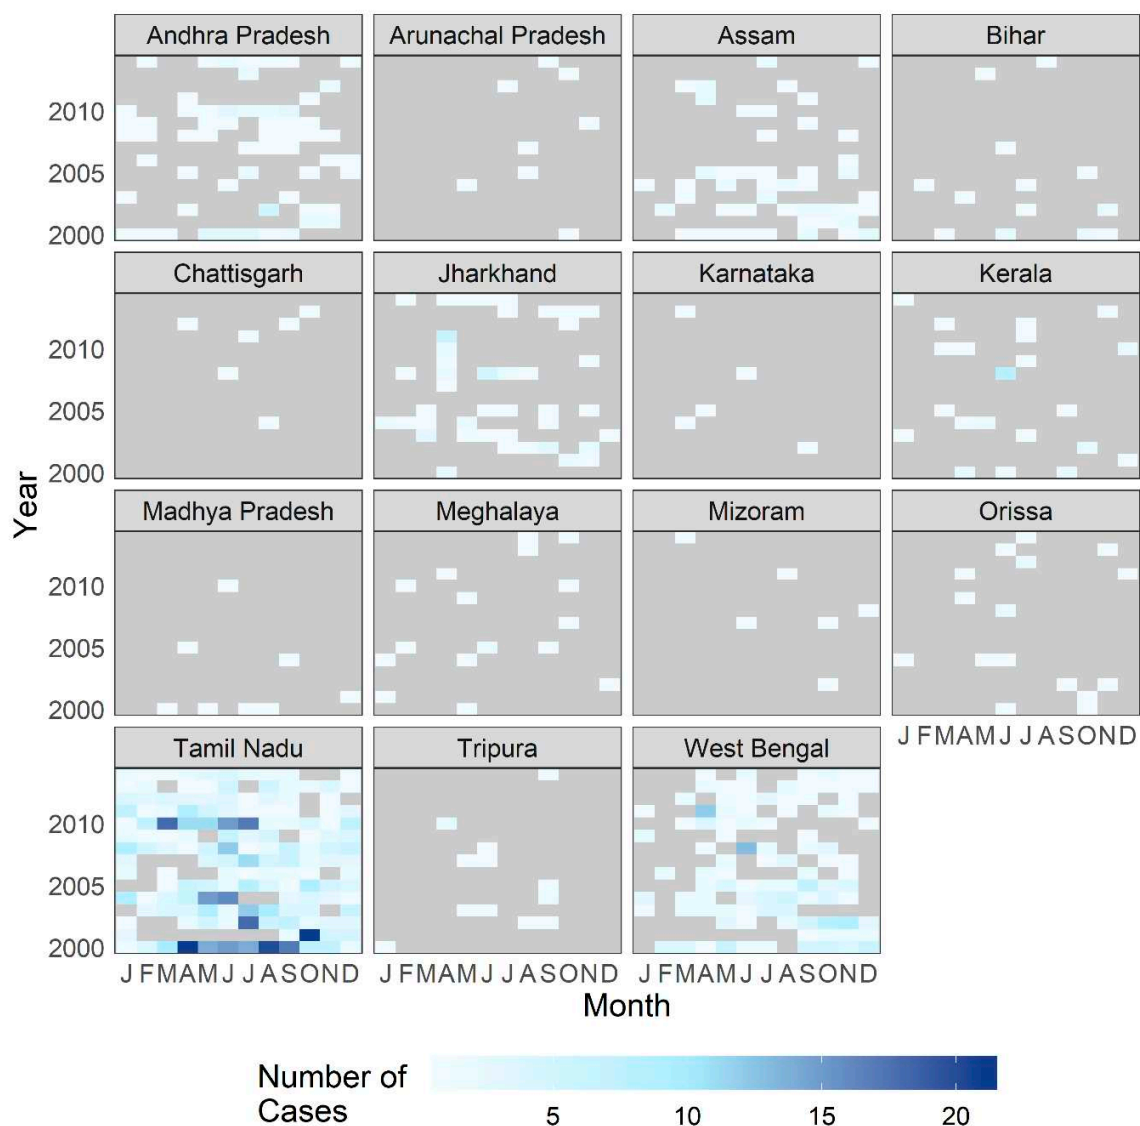 Andhra Pradesh
Arunachal Pradesh
Assam
Bihar
2010
2005
2000
Chattisgarh
Jharkhand
Karnataka
Kerala
2010
2005
2000
Year
Madhya Pradesh
Meghalaya
Mizoram
Orissa
2010
2005
2000
J F M A M J J A S O N D
Tamil Nadu
Tripura
West Bengal
2010
2005
2000
J F M A M J J A S O N D
J F M A M J J A S O N D
J F M A M J J A S O N D
Month
Number of
Cases
5 10 15 20